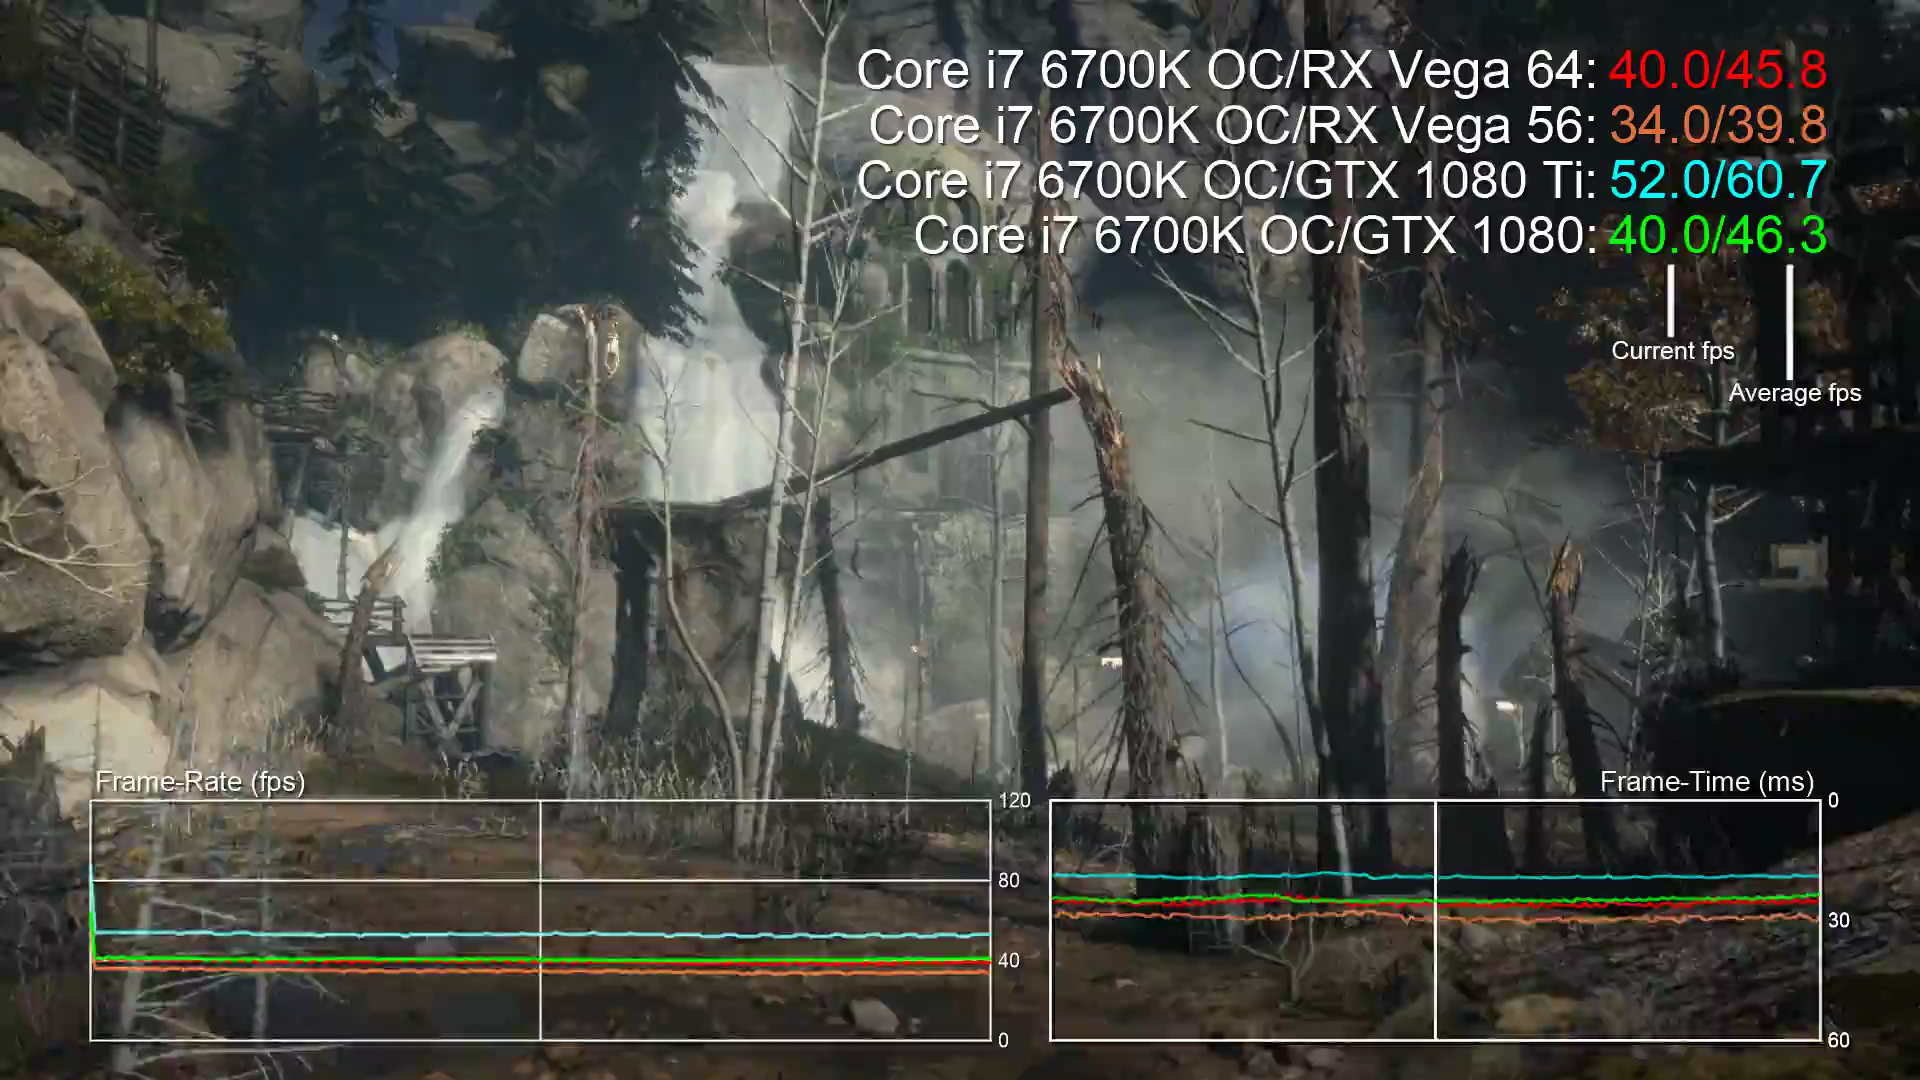 Core i7 6700K OC/RX Vega 64: 40.0/45.8
Core i7 6700K OC/RX Vega 56: 34.0/39.8
Core i7 6700K OC/GTX 1080 Ti: 52.0/60.7
Core i7 6700K OC/GTX 1080: 40.0/46.3
Current fps
Average fps
Frame-Rate (fps)
120
80
40
0
Frame-Time (ms)
0
30
60